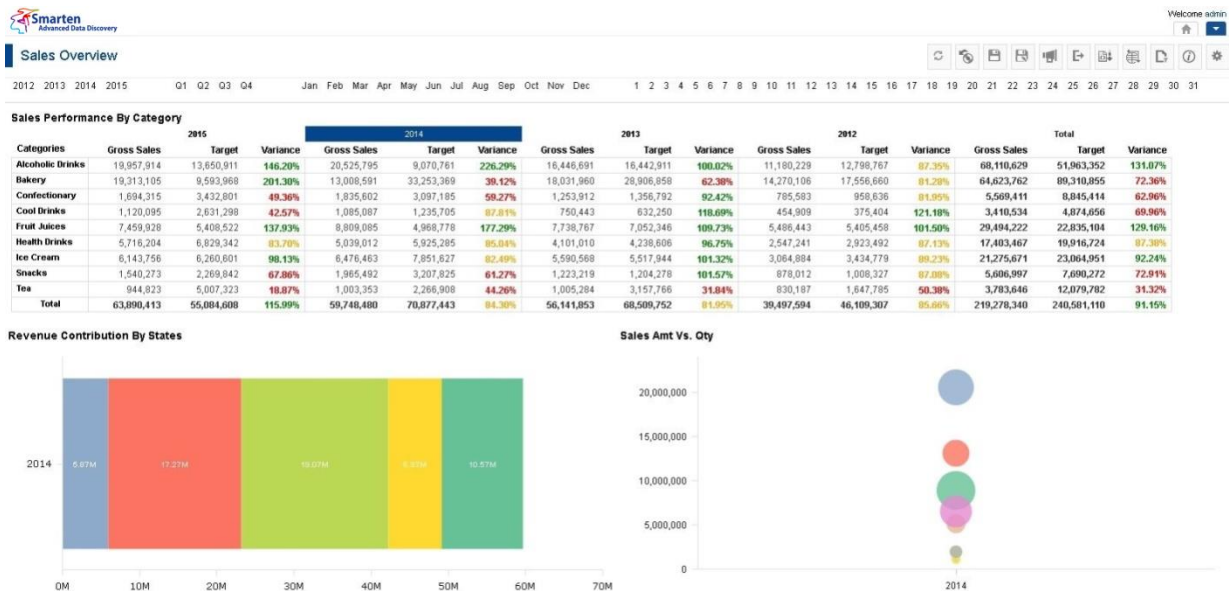 Smarten
Advanced Data Discovery
Welcome admin
Sales Overview
2012 2013 2014 2015 Q1 Q2 Q3 Q4 Jan Feb Mar Apr May Jun Jul Aug Sep Oct Nov Dec 1 2 3 4 5 6 7 8 9 10 11 12 13 14 15 16 17 18 19 20 21 22 23 24 25 26 27 28 29 30 31
Sales Performance By Category
2015 2014 2013 2012 Total
Categories Gross Sales Target Variance Gross Sales Target Variance Gross Sales Target Variance Gross Sales Target Variance Gross Sales Target Variance
Alcoholic Drinks 19,957,914 13,650,911 146.20% 20,525,795 9,070,761 226.29% 16,446,691 16,442,911 100.02% 11,180,229 12,798,767 87.35% 68,110,629 51,963,352 131.07%
Bakery 19,313,105 9,593,968 201.30% 13,008,591 33,253,369 39.12% 18,031,960 28,906,858 62.38% 14,270,106 17,556,660 81.28% 64,623,762 89,310,855 72.36%
Confectionary 1,694,315 3,432,801 49.36% 1,835,602 3,097,185 59.27% 1,253,912 1,356,792 92.42% 785,583 958,636 81.95% 5,569,411 8,845,414 62.96%
Cool Drinks 1,120,095 2,631,298 42.57% 1,085,087 1,235,705 87.81% 750,443 632,250 118.69% 454,909 375,404 121.18% 3,410,534 4,874,656 69.96%
Fruit Juices 7,459,928 5,408,522 137.93% 8,809,085 4,968,778 177.29% 7,738,767 7,052,346 109.73% 5,486,443 5,405,458 101.50% 29,494,222 22,835,104 129.16%
Health Drinks 5,716,204 6,829,342 83.70% 5,039,012 5,925,285 85.04% 4,101,010 4,238,606 96.75% 2,547,241 2,923,492 87.13% 17,403,467 19,916,724 87.38%
Ice Cream 6,143,756 6,260,601 98.13% 6,476,463 7,851,627 82.49% 5,590,568 5,517,944 101.32% 3,064,884 3,434,779 89.23% 21,275,671 23,064,951 92.24%
Snacks 1,540,273 2,269,842 67.86% 1,965,492 3,207,825 61.27% 1,223,219 1,204,278 101.57% 878,012 1,008,327 87.08% 5,606,997 7,690,272 72.91%
Tea 944,823 5,007,323 18.87% 1,003,353 2,266,908 44.26% 1,005,284 3,157,766 31.84% 830,187 1,647,785 50.38% 3,783,646 12,079,782 31.32%
Total 63,890,413 55,084,608 115.99% 59,748,480 70,877,443 84.30% 56,141,853 68,509,752 81.95% 39,497,594 46,109,307 85.66% 219,278,340 240,581,110 91.15%
Revenue Contribution By States
2014 5.87M 17.27M 19.07M 10.57M
0M 10M 20M 30M 40M 50M 60M 70M
Sales Amt Vs. Qty
20,000,000
15,000,000
10,000,000
5,000,000
0
2014